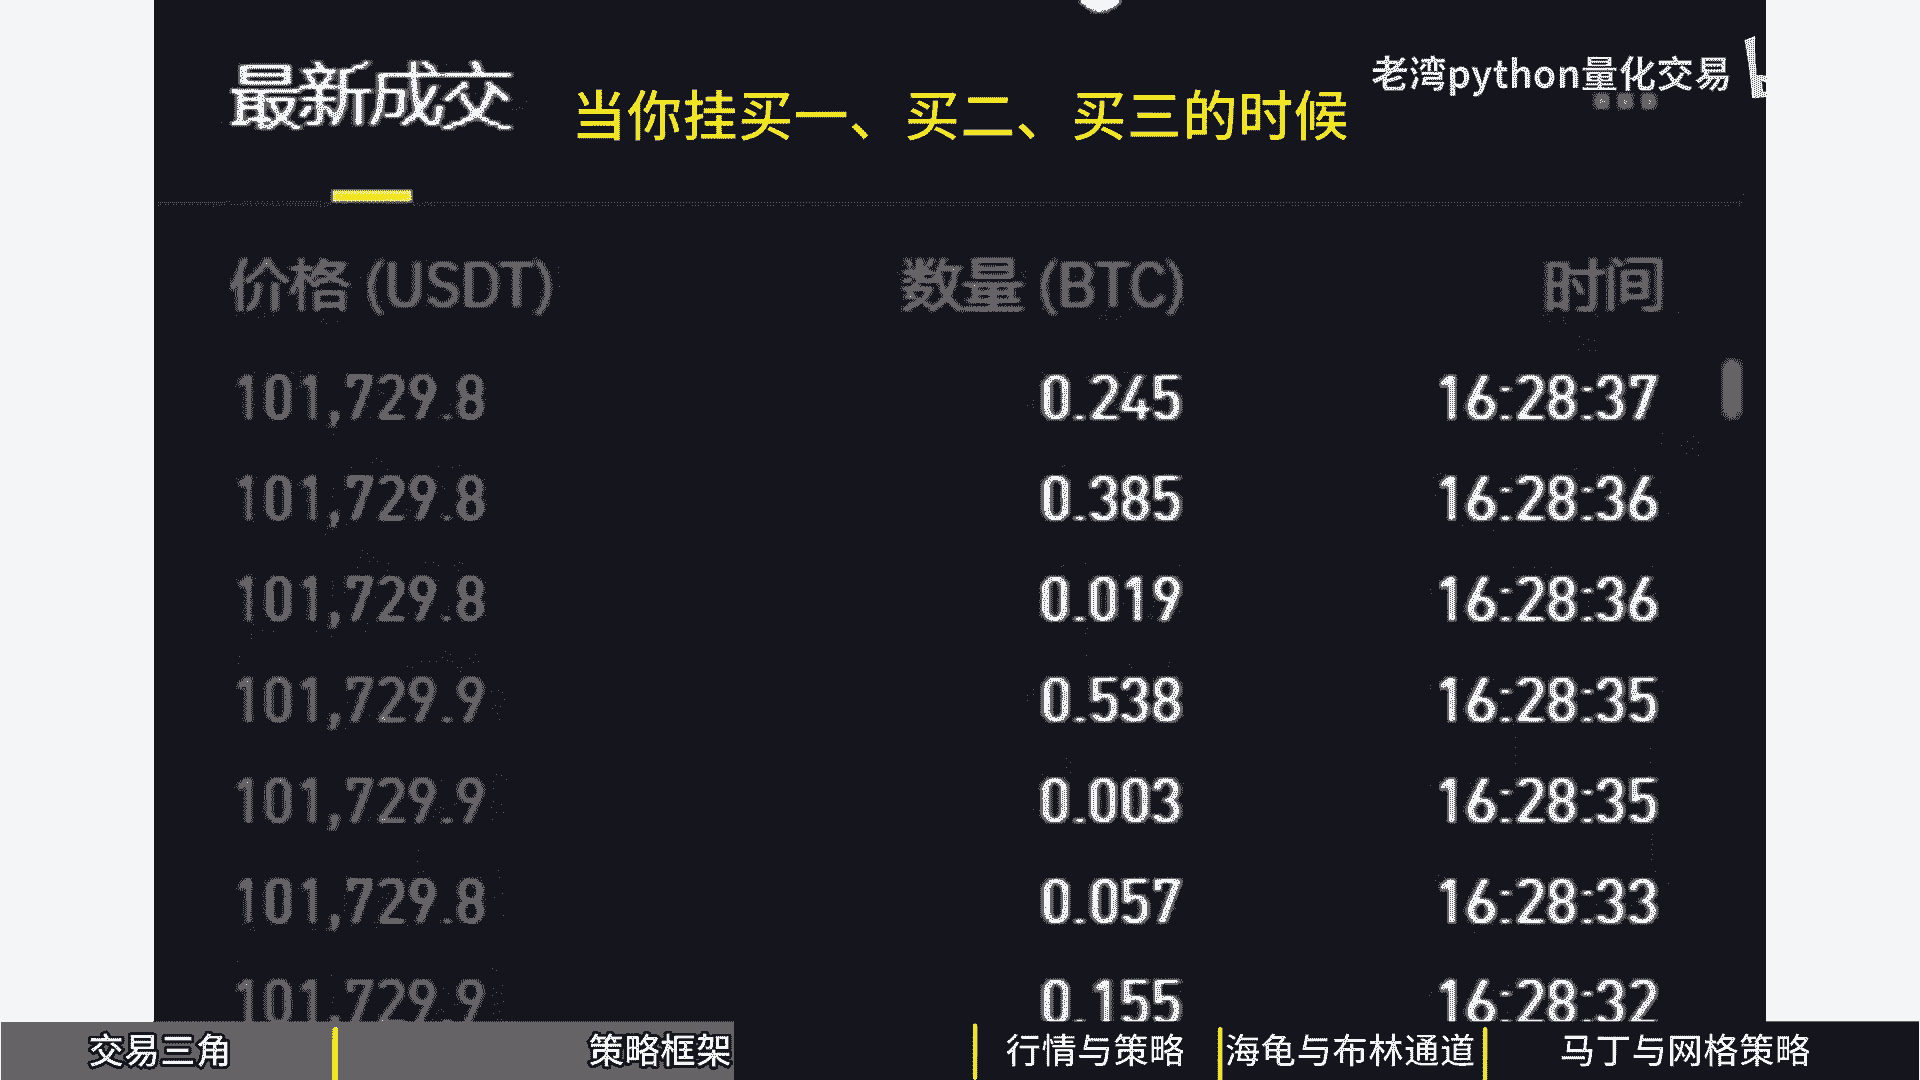 老湾python量化交易
最新成交
当你挂买一、买二、买三的时候
价格 (USDT) 数量 (BTC) 时间
101,729.8 0.245 16:28:37
101,729.8 0.385 16:28:36
101,729.8 0.019 16:28:36
101,729.9 0.538 16:28:35
101,729.9 0.003 16:28:35
101,729.8 0.057 16:28:33
101,729.9 0.155 16:28:32
交易三角 策略框架 行情与策略 海龟与布林通道 马丁与网格策略